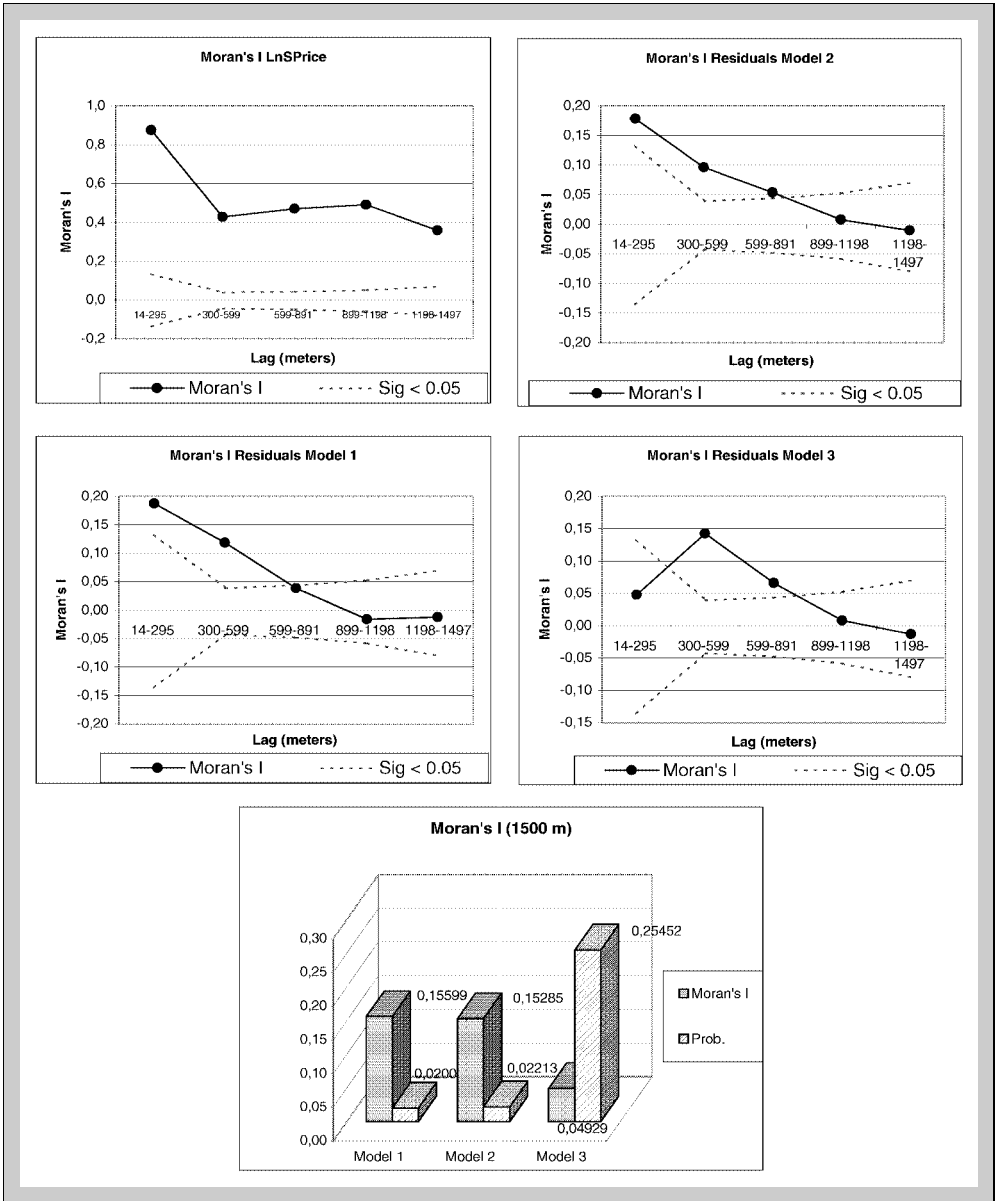 Moran's I LnSPrice
1,0
0,8
0,6
0,4
0,2
0,0
-0,2
Moran's I
14-295 300-599 599-891 899-1198 1198-1497
Lag (meters)
Moran's I Sig < 0.05
Moran's I Residuals Model 2
0,20
0,15
0,10
0,05
0,00
-0,05
-0,10
-0,15
-0,20
Moran's I
14-295 300-599 599-891 899-1198 1198-
1497
Lag (meters)
Moran's I Sig < 0.05
Moran's I Residuals Model 1
0,20
0,15
0,10
0,05
0,00
-0,05
-0,10
-0,15
-0,20
Moran's I
14-295 300-599 599-891 899-1198 1198-1497
Lag (meters)
Moran's I Sig < 0.05
Moran's I Residuals Model 3
0,20
0,15
0,10
0,05
0,00
-0,05
-0,10
-0,15
Moran's I
14-295 300-599 599-891 899-1198 1198-
1497
Lag (meters)
Moran's I Sig < 0.05
Moran's I (1500 m)
0,30
0,25
0,20
0,15
0,10
0,05
0,00
0,15599
0,0200
0,15285
0,02213
0,25452
0,04929
Model 1 Model 2 Model 3
Moran's I
Prob.